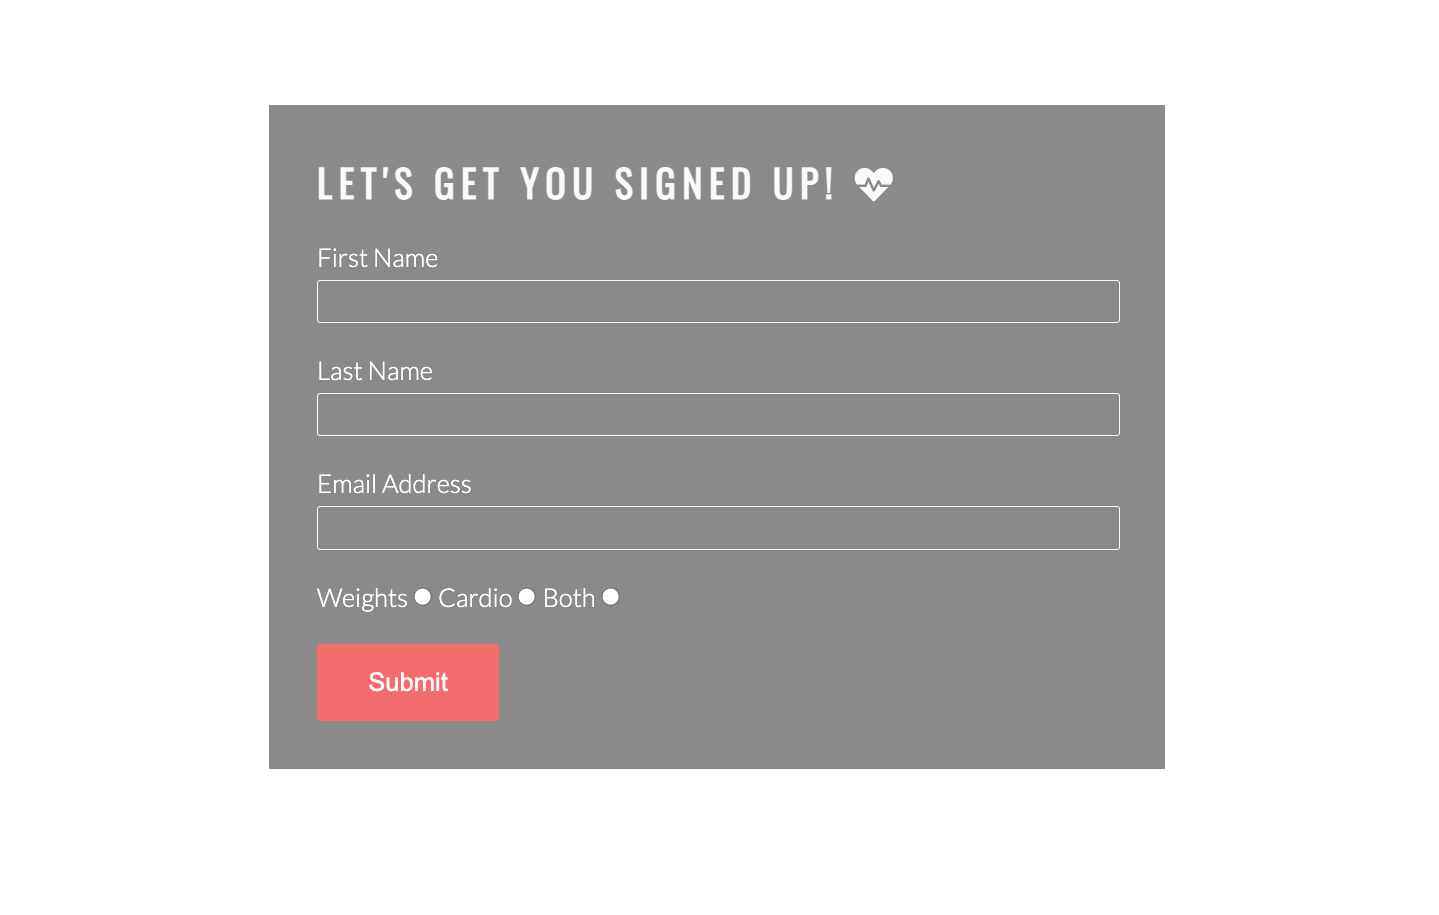 LET'S GET YOU SIGNED UP!
First Name
Last Name
Email Address
Weights Cardio Both
Submit